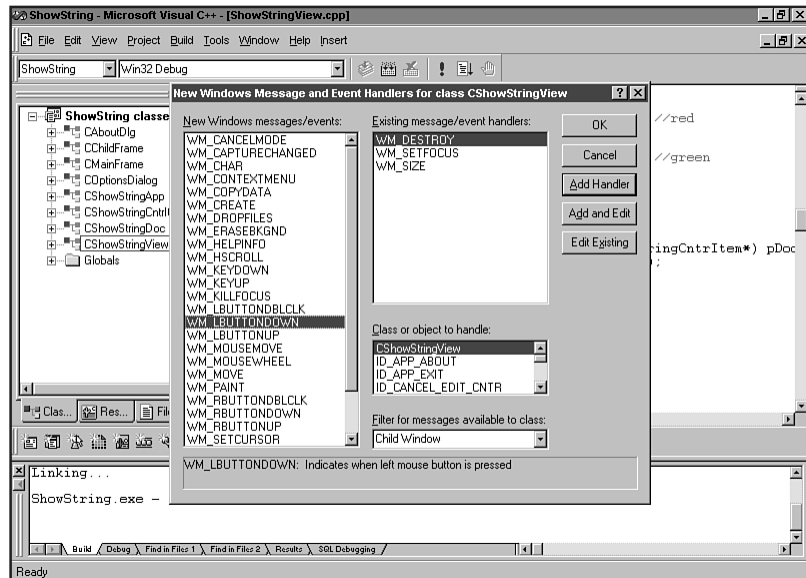 ShowString - Microsoft Visual C++ - [ShowStringView.cpp]
File Edit View Project Build Tools Window Help Insert
ShowString Win32 Debug
New Windows Message and Event Handlers for class CShowStringView
ShowString classe
CAboutDlg
CChildFrame
CMainFrame
COptionsDialog
CShowStringApp
CShowStringCntrI
CShowStringDoc
CShowStringView
Globals
Clas... Res... Fil
New Windows messages/events:
WM_CANCELMODE
WM_CAPTURECHANGED
WM_CHAR
WM_CONTEXTMENU
WM_COPYDATA
WM_CREATE
WM_DROPFILES
WM_ERASEBKGND
WM_HELPINFO
WM_HSCROLL
WM_KEYDOWN
WM_KEYUP
WM_KILLFOCUS
WM_LBUTTONDBLCLK
WM_LBUTTONDOWN
WM_LBUTTONUP
WM_MOUSEMOVE
WM_MOUSEWHEEL
WM_MOVE
WM_PAINT
WM_RBUTTONDBLCLK
WM_RBUTTONDOWN
WM_RBUTTONUP
WM_SETCURSOR
Existing message/event handlers:
WM_DESTROY
WM_SETFOCUS
WM_SIZE
Class or object to handle:
CShowStringView
ID_APP_ABOUT
ID_APP_EXIT
ID_CANCEL_EDIT_CNTR
Filter for messages available to class:
Child Window
OK
Cancel
Add Handler
Add and Edit
Edit Existing
WM_LBUTTONDOWN: Indicates when left mouse button is pressed
//red
//green
ringCntrItem*) pDoc
);
Linking...
ShowString.exe -
Build Debug Find in Files 1 Find in Files 2 Results SQL Debugging
Ready